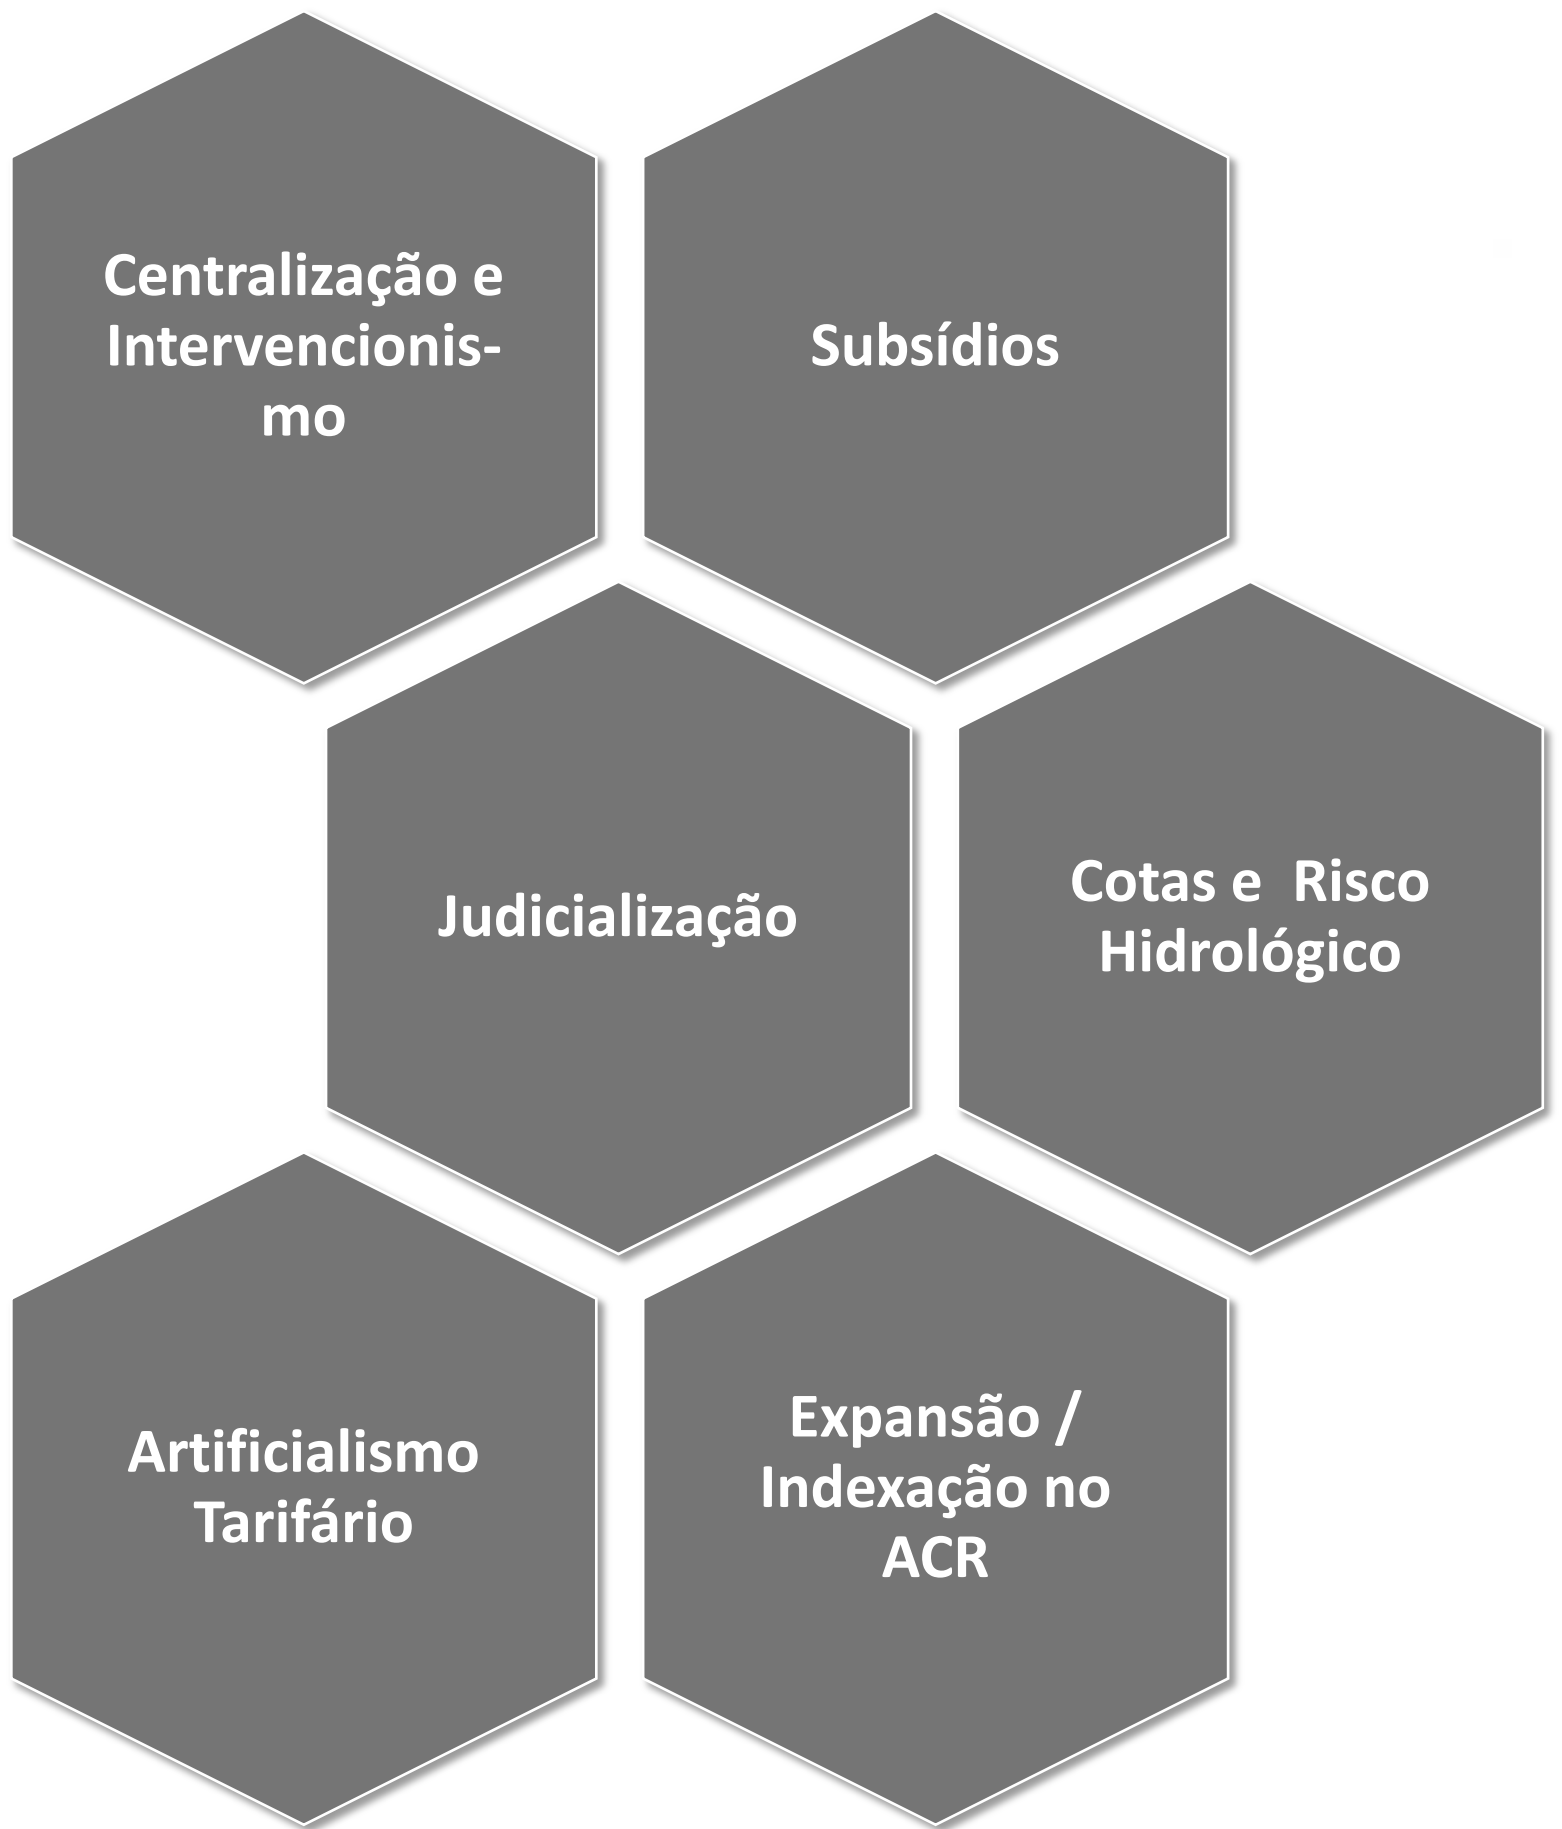 Centralização e
Intervencionis-
mo
Subsídios
Judicialização
Cotas e  Risco
Hidrológico
Artificialismo
Tarifário
Expansão /
Indexação no
ACR